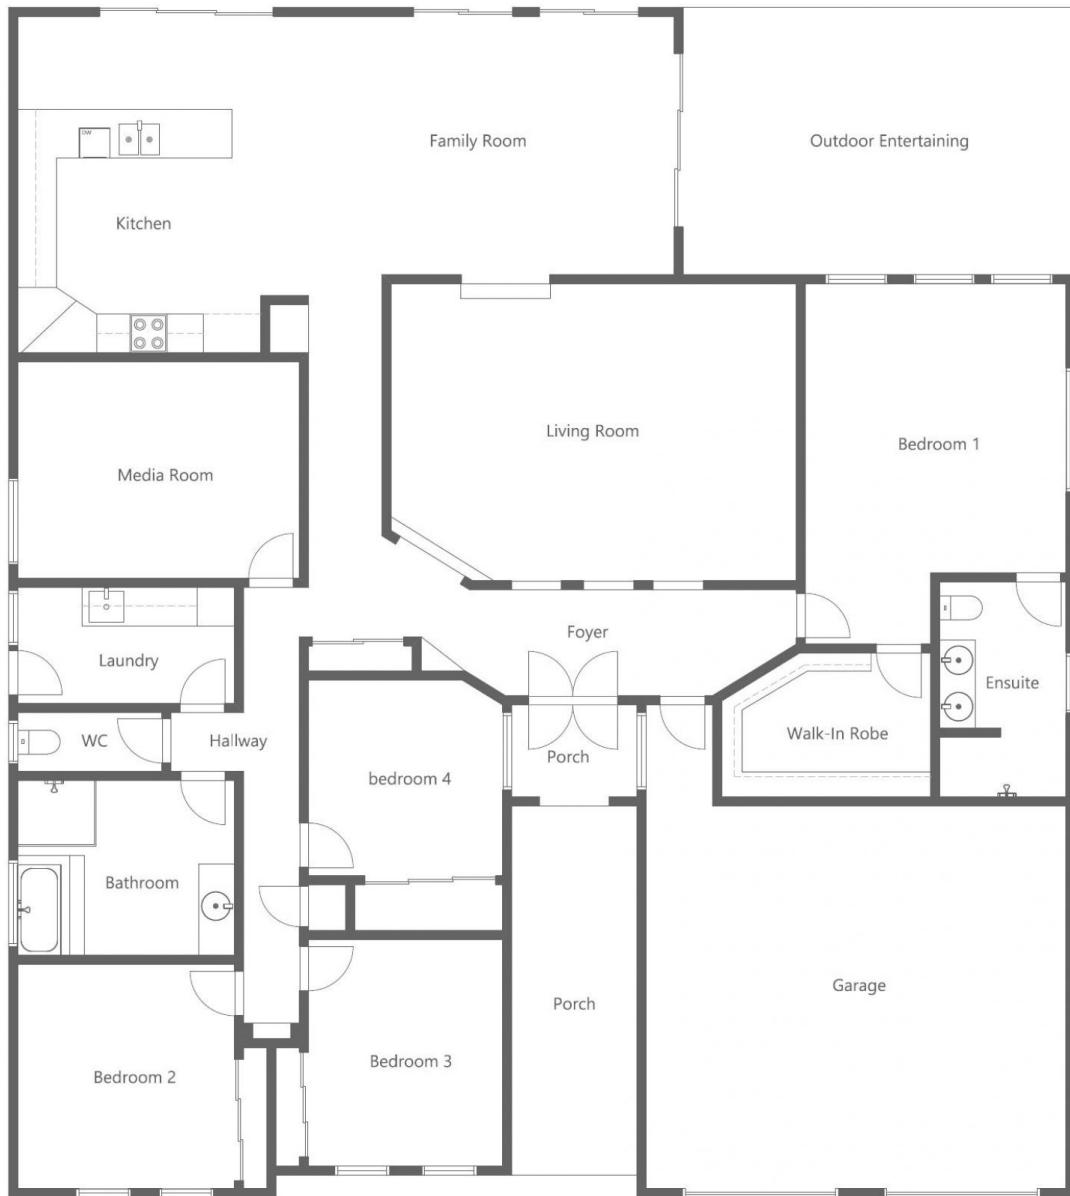 DW
Family Room
Outdoor Entertaining
Kitchen
Living Room
Bedroom 1
Media Room
Foyer
Laundry
Ensuite
WC
Hallway
Walk-In Robe
Porch
bedroom 4
Bathroom
Garage
Porch
Bedroom 3
Bedroom 2